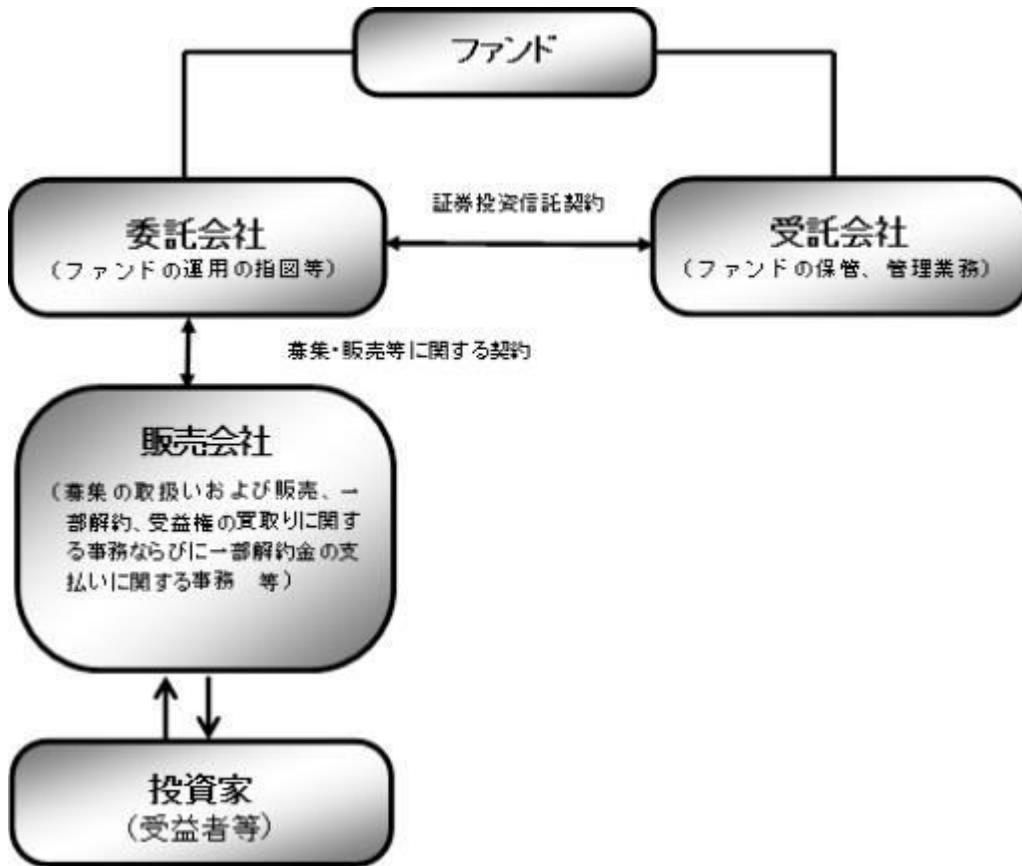 ファンド
証券投資信託契約
委託会社
(ファンドの運用の指図等)
受託会社
(ファンドの保管、管理業務)
募集・販売等に関する契約
販売会社
(募集の取扱いおよび販売、一
部解約、受益権の買取りに関す
る事務ならびに一部解約金の支
払いに関する事務 等)
投資家
(受益者等)